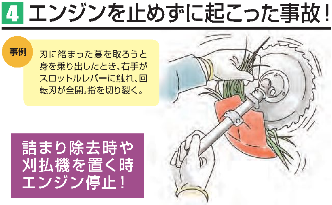 4 エンジンを止めずに起こった事故!
事例
刃に絡まった草を取ろうと
身を乗り出したとき、右手が
スロットルレバーに触れ、回
転刃が全開。指を切り裂く。
詰まり除去時や
刈払機を置く時
エンジン停止!